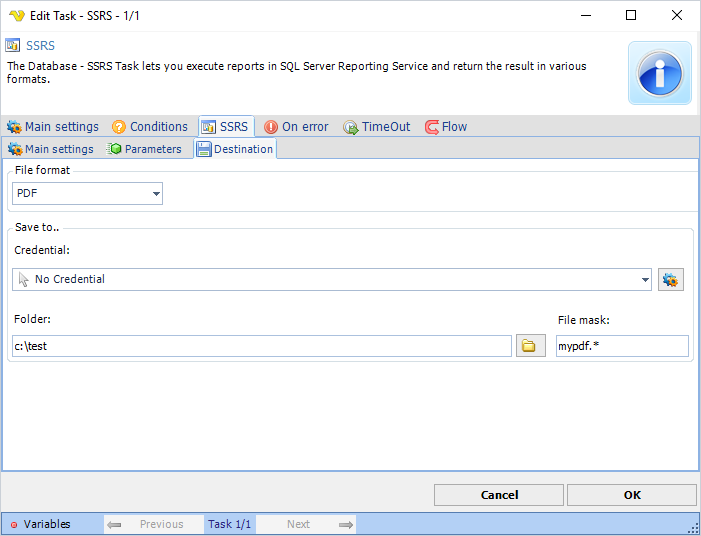 Edit Task - SSRS - 1/1
SSRS
The Database - SSRS Task lets you execute reports in SQL Server Reporting Service and return the result in various
formats.
Main settings Conditions SSRS On error TimeOut Flow
Main settings Parameters Destination
File format
PDF
Save to..
Credential:
No Credential
Folder: File mask:
c:\test mypdf.*
Cancel OK
Variables Previous Task 1/1 Next